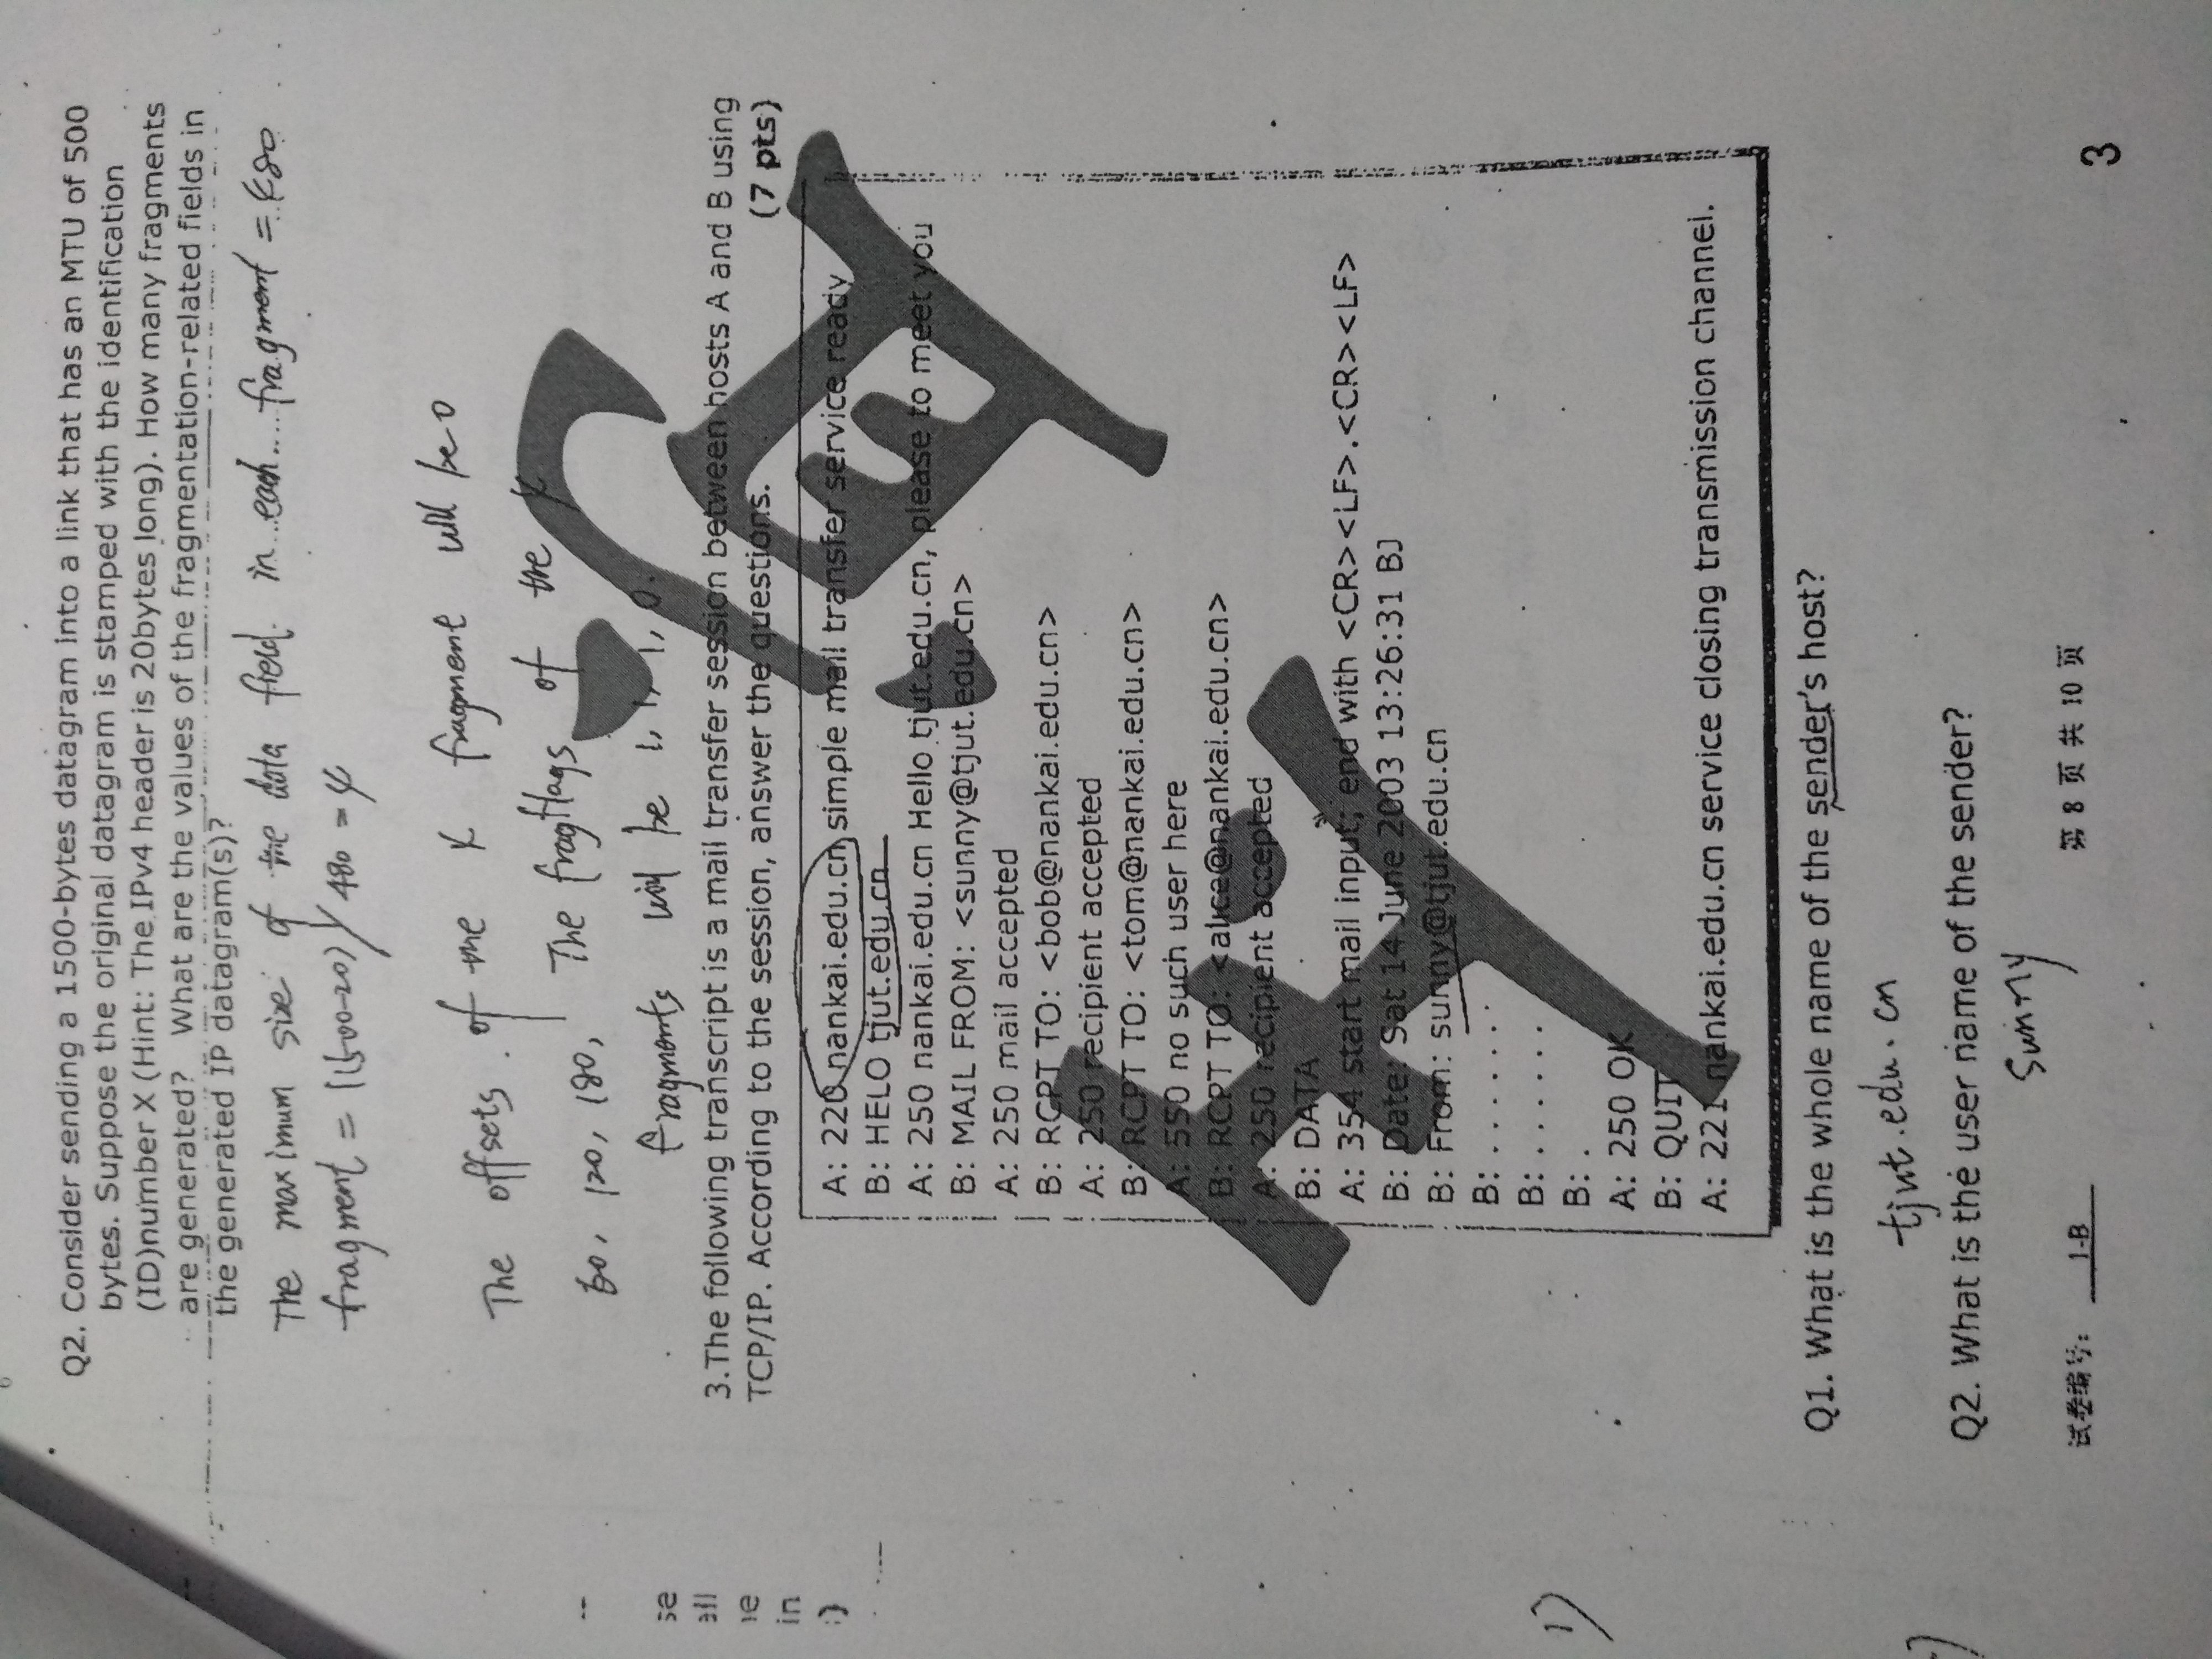 Q2. Consider sending a 1500-bytes datagram into a link that has an MTU of 500
bytes. Suppose the original datagram is stamped with the identification
(ID)number X (Hint: The IPv4 header is 20bytes long). How many fragments
are generated? What are the values of the fragmentation-related fields in
the generated IP datagram(s)?
The maximum size of the data field in each fragment = 480
fragment = (1500-20)/480 = 4
The offsets of the 4 fragment will be 0
60, 120, 180, The fragflags of the 4
fragments will be 1, 1, 1, 0.
se
all
ne
in
3.The following transcript is a mail transfer session between hosts A and B using
TCP/IP. According to the session, answer the questions. (7 pts)
A: 220 nankai.edu.cn simple mail transfer service ready
B: HELO tjut.edu.cn
A: 250 nankai.edu.cn Hello tjut.edu.cn, please to meet you
B: MAIL FROM: <sunny@tjut.edu.cn>
A: 250 mail accepted
B: RCPT TO: <bob@nankai.edu.cn>
A: 250 recipient accepted
B: RCPT TO: <tom@nankai.edu.cn>
A: 550 no such user here
B: RCPT TO: <alice@nankai.edu.cn>
A: 250 recipient accepted
B: DATA
A: 354 start mail input; end with <CR><LF>.<CR><LF>
B: Date: Sat 14 June 2003 13:26:31 BJ
B: From: sunny@tjut.edu.cn
B: . . . . . . .
B: . . . . . .
B: .
A: 250 OK
B: QUIT
A: 221 nankai.edu.cn service closing transmission channel.
1)
Q1. What is the whole name of the sender's host?
tjut.edu.cn
Q2. What is the user name of the sender?
sunny
试卷编号: 1-B 第 8 页 共 10 页
3